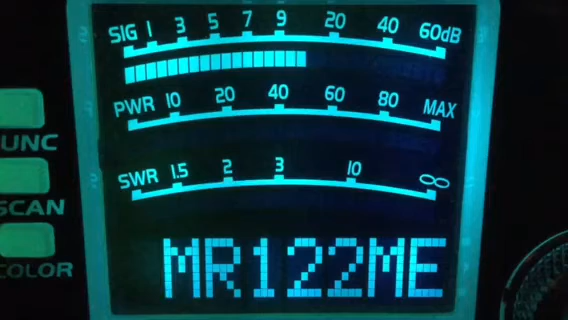 SIG 1 3 5 7 9 20 40 60dB
PWR 10 20 40 60 80 MAX
UNC
SWR 1.5 2 3 10 ∞
SCAN
COLOR
MR122ME